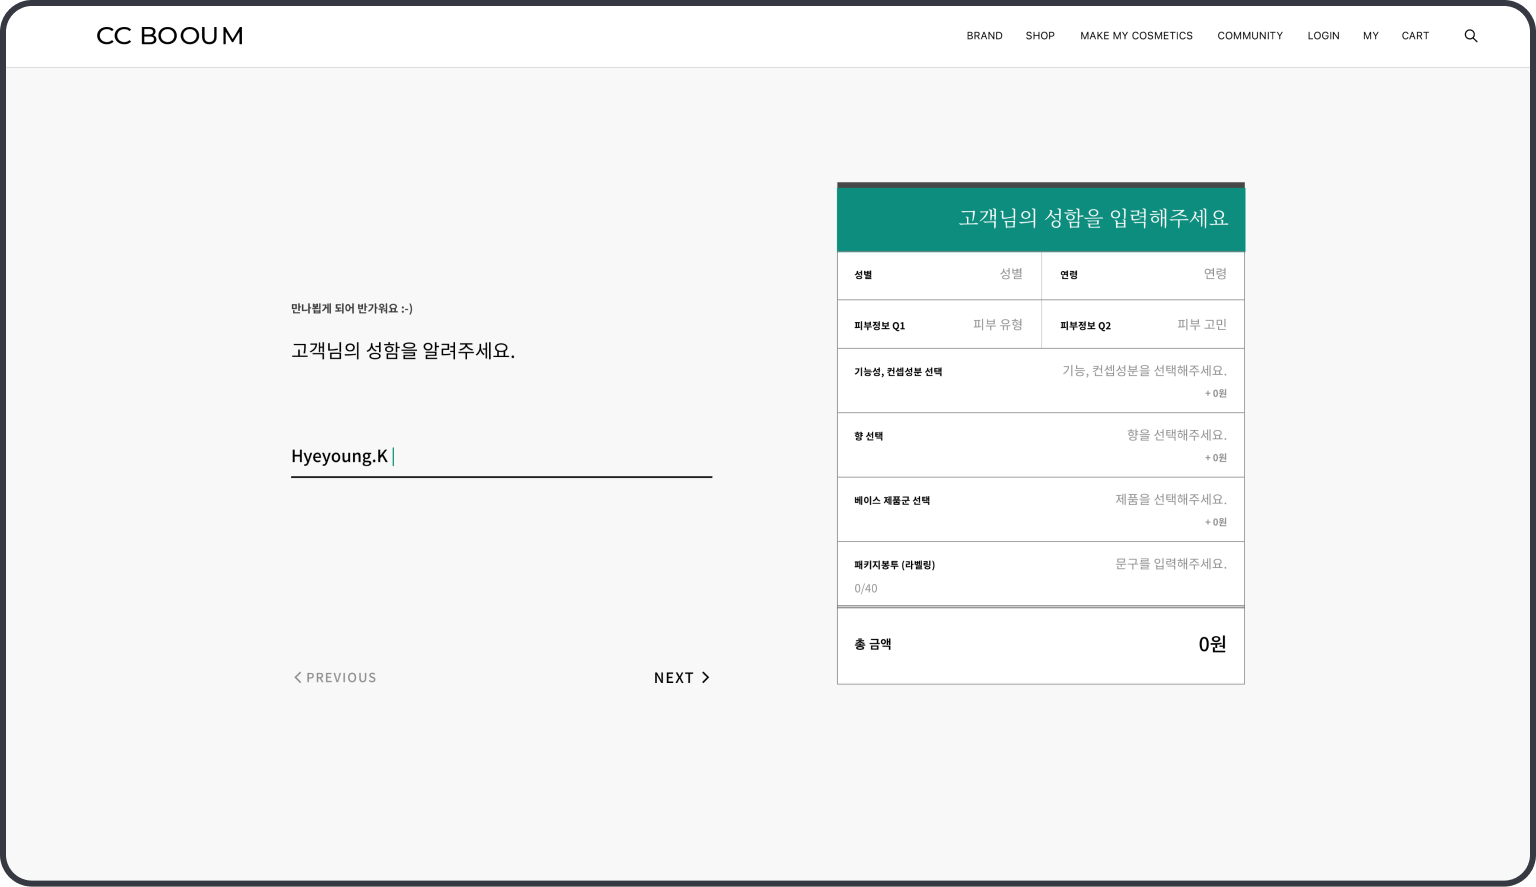 CC BOOUM
BRAND SHOP MAKE MY COSMETICS COMMUNITY LOGIN MY CART
만나뵙게 되어 반가워요 :-)
고객님의 성함을 알려주세요.
Hyeyoung.K
PREVIOUS
NEXT
고객님의 성함을 입력해주세요
성별 성별 연령 연령
피부정보 Q1 피부 유형 피부정보 Q2 피부 고민
기능성, 컨셉성분 선택 기능, 컨셉성분을 선택해주세요.
+ 0원
향 선택 향을 선택해주세요.
+ 0원
베이스 제품군 선택 제품을 선택해주세요.
+ 0원
패키지봉투 (라벨링) 문구를 입력해주세요.
0/40
총 금액 0원